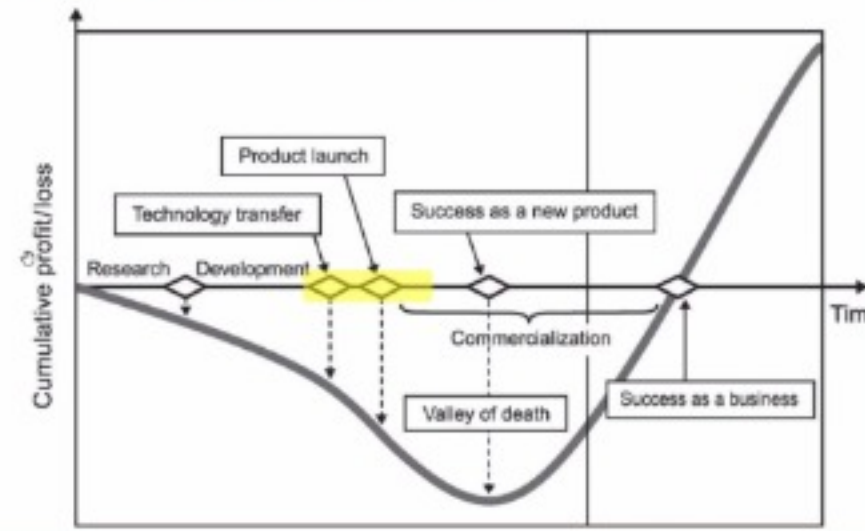 Product launch
Technology transfer
Success as a new product
Research
Development
Cumulative profit/loss
Tim
Commercialization
Valley of death
Success as a business